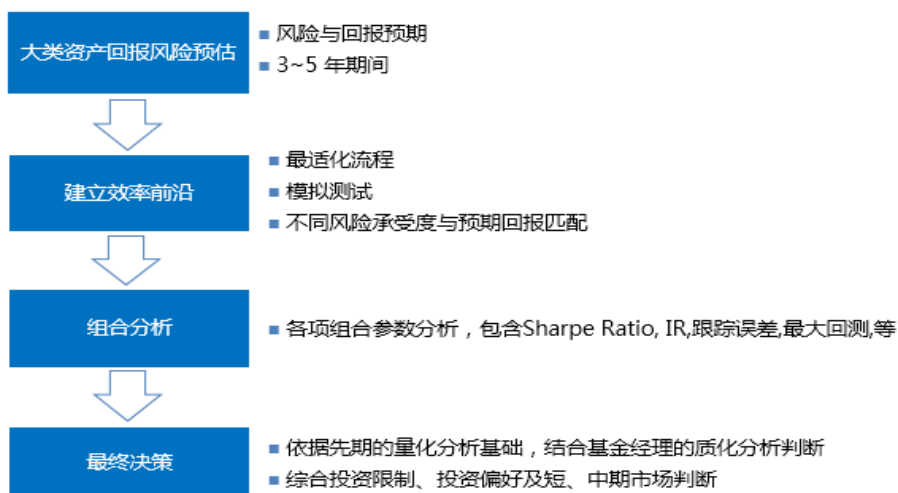 大类资产回报风险预估
风险与回报预期
3~5 年期间
建立效率前沿
最适化流程
模拟测试
不同风险承受度与预期回报匹配
组合分析
各项组合参数分析，包含Sharpe Ratio, IR,跟踪误差,最大回测,等
最终决策
依据先期的量化分析基础，结合基金经理的质化分析判断
综合投资限制、投资偏好及短、中期市场判断